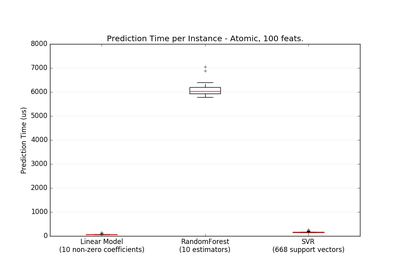 Prediction Time per Instance - Atomic, 100 feats.
8000
7000
6000
5000
4000
3000
2000
1000
0
Prediction Time (us)
Linear Model
(10 non-zero coefficients)
RandomForest
(10 estimators)
SVR
(668 support vectors)